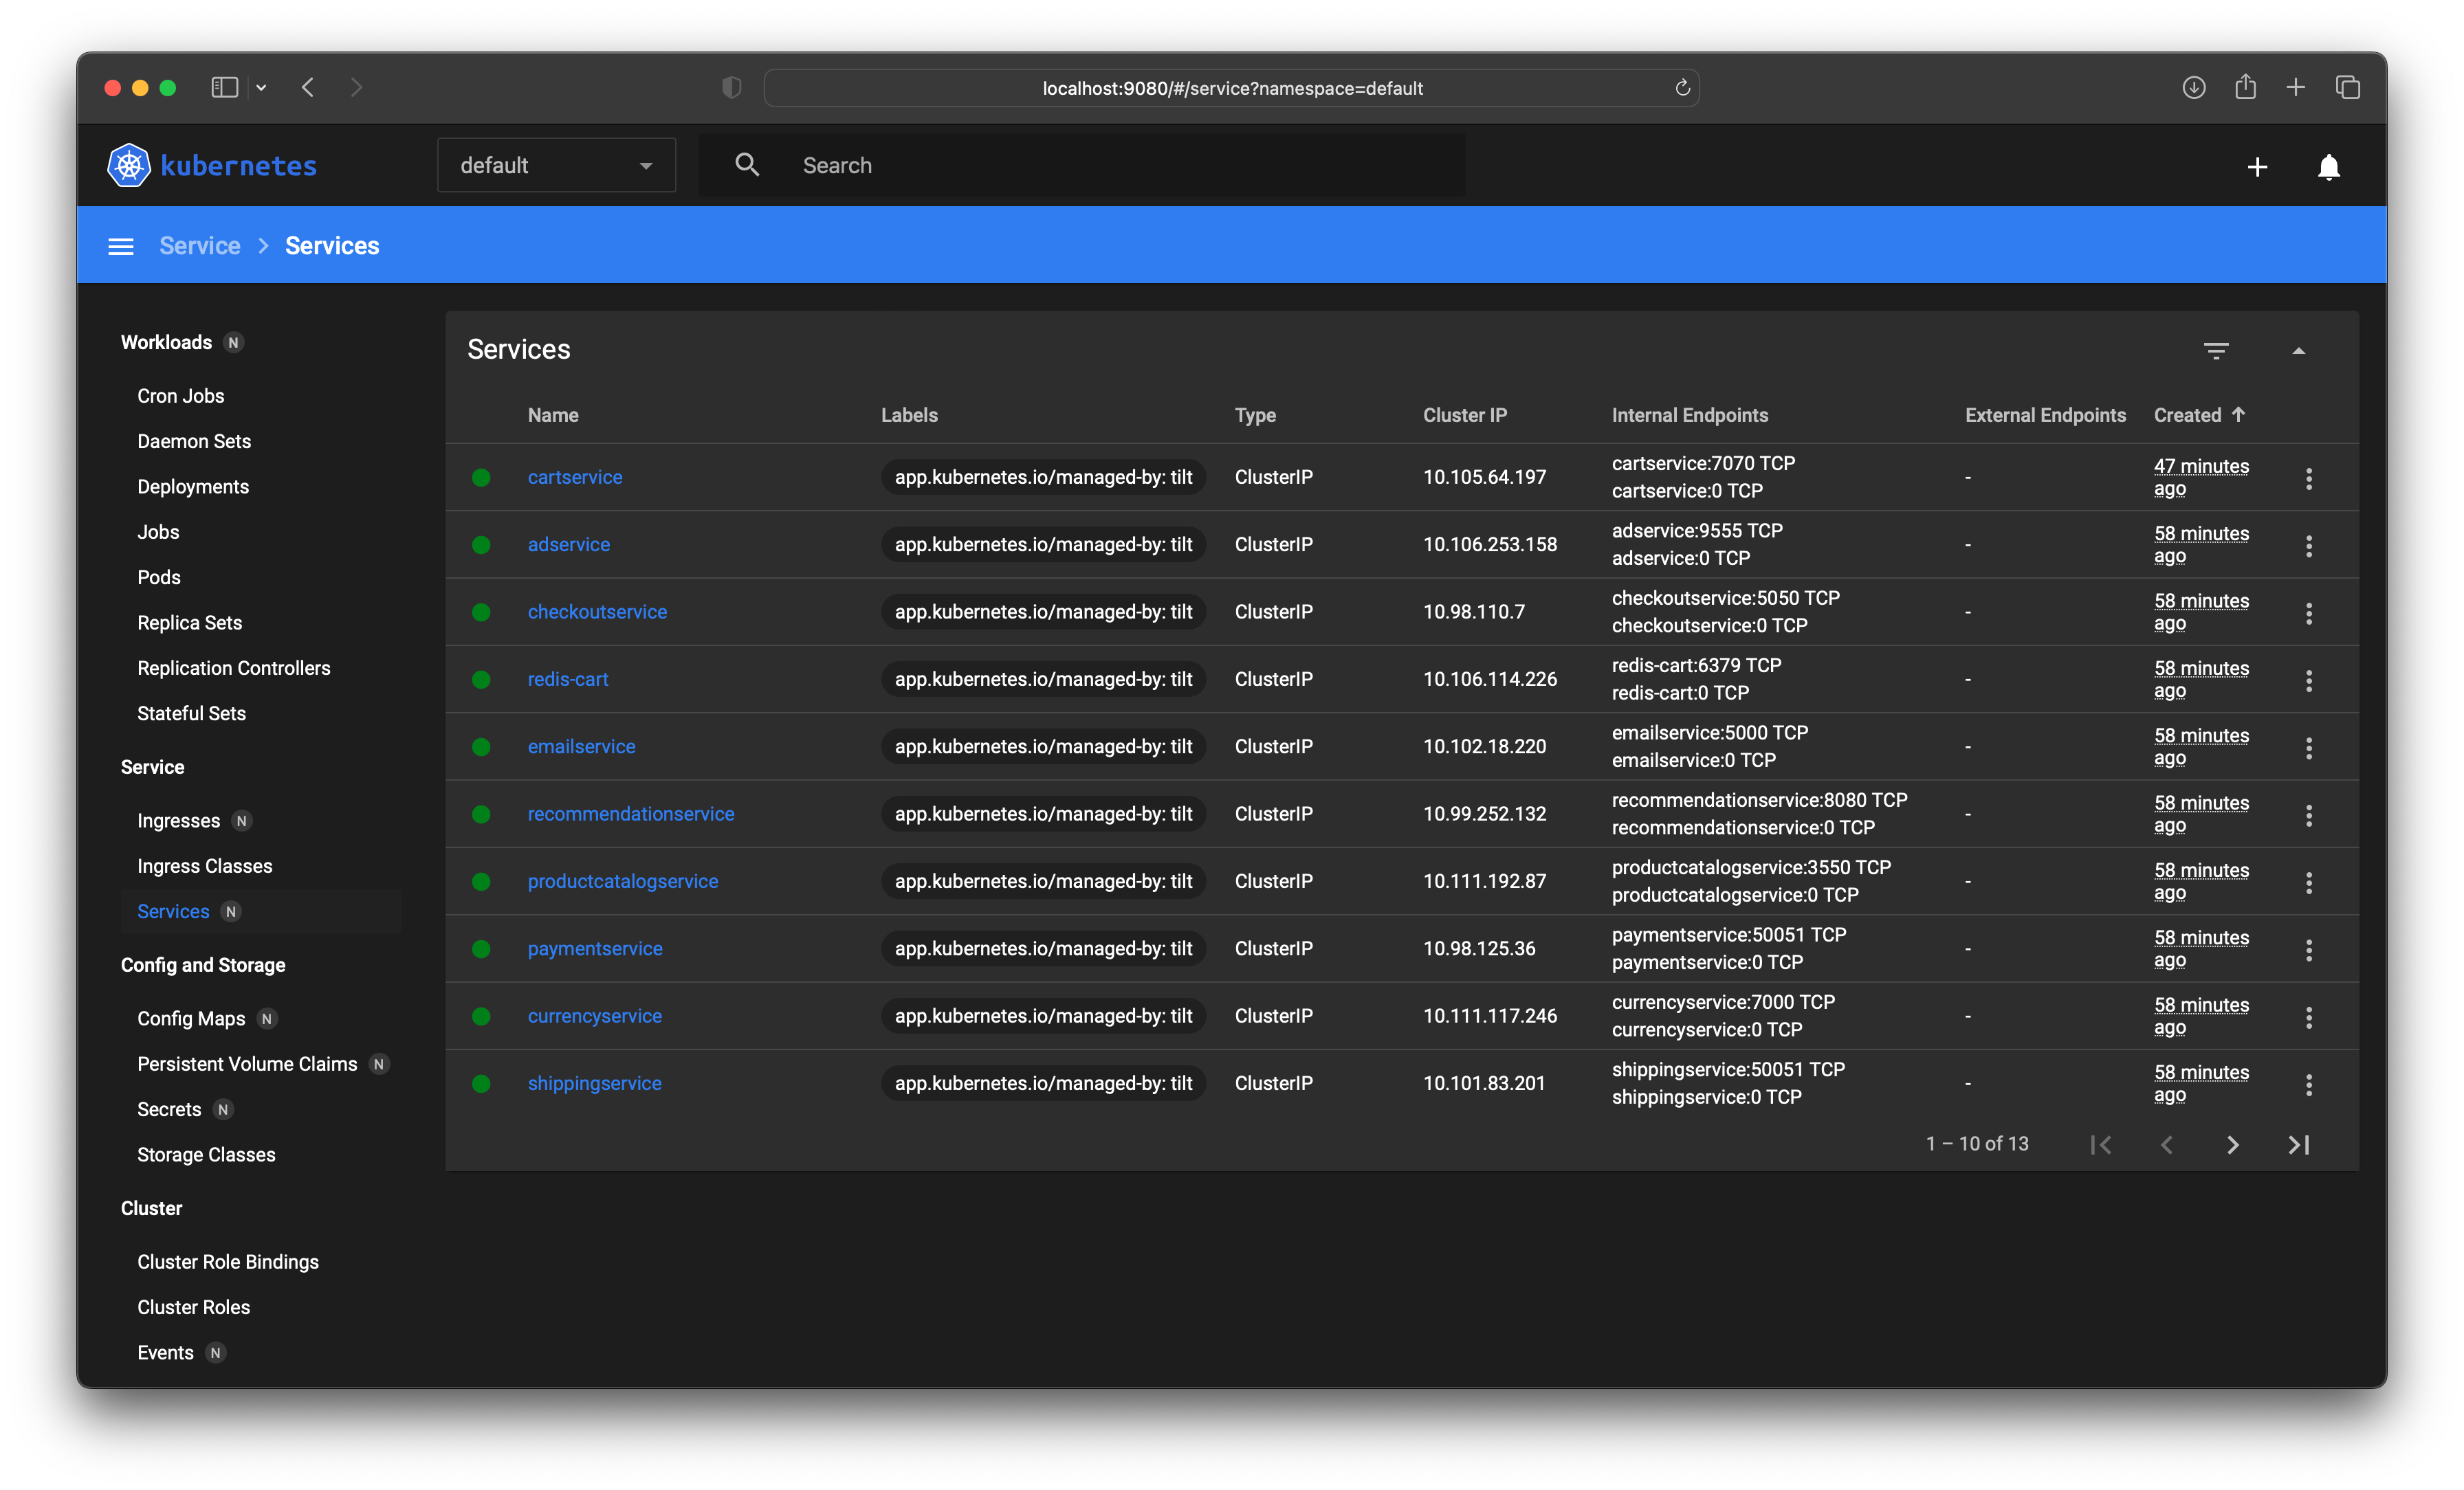 localhost:9080/#/service?namespace=default
kubernetes
default
Search
Service
Services
Workloads N
Cron Jobs
Daemon Sets
Deployments
Jobs
Pods
Replica Sets
Replication Controllers
Stateful Sets
Service
Ingresses N
Ingress Classes
Services N
Config and Storage
Config Maps N
Persistent Volume Claims N
Secrets N
Storage Classes
Cluster
Cluster Role Bindings
Cluster Roles
Events N
Services
Name Labels Type Cluster IP Internal Endpoints External Endpoints Created
cartservice app.kubernetes.io/managed-by: tilt ClusterIP 10.105.64.197 cartservice:7070 TCP - 47 minutes
cartservice:0 TCP ago
adservice app.kubernetes.io/managed-by: tilt ClusterIP 10.106.253.158 adservice:9555 TCP - 58 minutes
adservice:0 TCP ago
checkoutservice app.kubernetes.io/managed-by: tilt ClusterIP 10.98.110.7 checkoutservice:5050 TCP - 58 minutes
checkoutservice:0 TCP ago
redis-cart app.kubernetes.io/managed-by: tilt ClusterIP 10.106.114.226 redis-cart:6379 TCP - 58 minutes
redis-cart:0 TCP ago
emailservice app.kubernetes.io/managed-by: tilt ClusterIP 10.102.18.220 emailservice:5000 TCP - 58 minutes
emailservice:0 TCP ago
recommendationservice app.kubernetes.io/managed-by: tilt ClusterIP 10.99.252.132 recommendationservice:8080 TCP - 58 minutes
recommendationservice:0 TCP ago
productcatalogservice app.kubernetes.io/managed-by: tilt ClusterIP 10.111.192.87 productcatalogservice:3550 TCP - 58 minutes
productcatalogservice:0 TCP ago
paymentservice app.kubernetes.io/managed-by: tilt ClusterIP 10.98.125.36 paymentservice:50051 TCP - 58 minutes
paymentservice:0 TCP ago
currencyservice app.kubernetes.io/managed-by: tilt ClusterIP 10.111.117.246 currencyservice:7000 TCP - 58 minutes
currencyservice:0 TCP ago
shippingservice app.kubernetes.io/managed-by: tilt ClusterIP 10.101.83.201 shippingservice:50051 TCP - 58 minutes
shippingservice:0 TCP ago
1 – 10 of 13